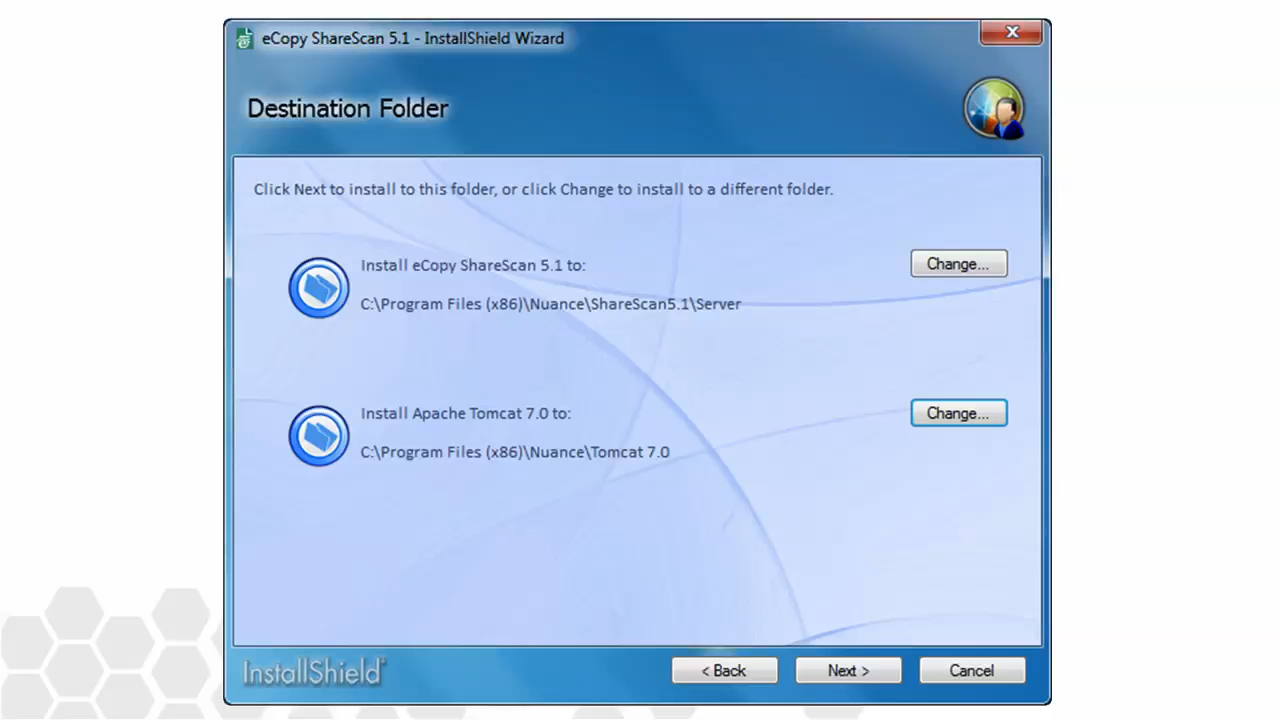 eCopy ShareScan 5.1 - InstallShield Wizard
Destination Folder
Click Next to install to this folder, or click Change to install to a different folder.
Install eCopy ShareScan 5.1 to:
Change...
C:\Program Files (x86)\Nuance\ShareScan5.1\Server
Install Apache Tomcat 7.0 to:
Change...
C:\Program Files (x86)\Nuance\Tomcat 7.0
InstallShield
< Back
Next >
Cancel